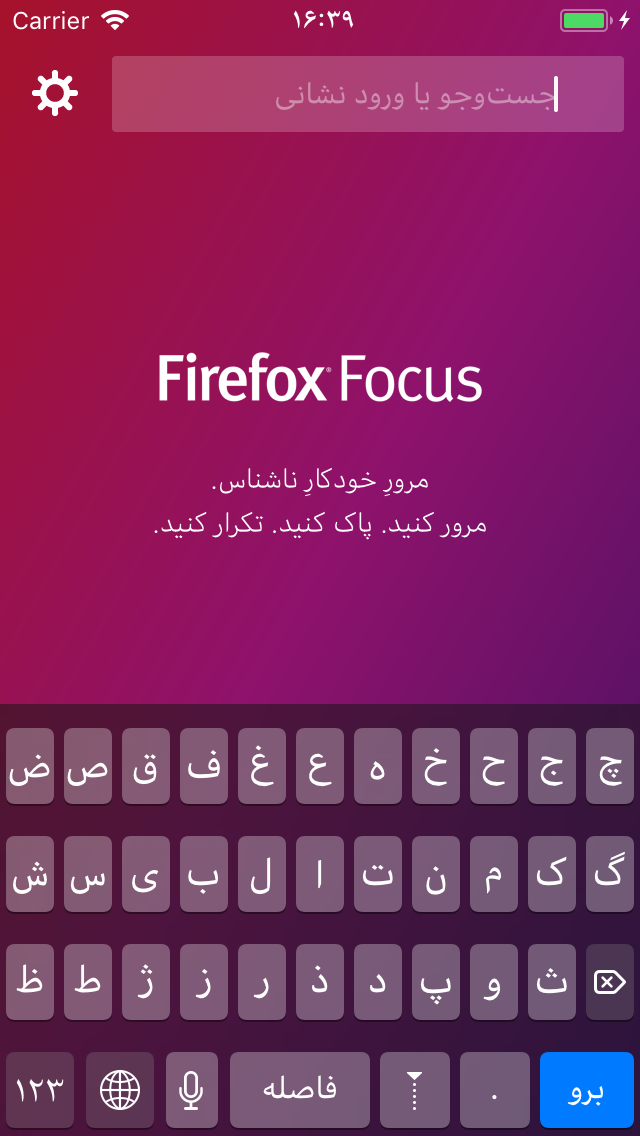 Carrier ۱۶:۳۹
جست‌وجو یا ورود نشانی
Firefox® Focus
مرورِ خودکارِ ناشناس.
مرور کنید. پاک کنید. تکرار کنید.
ض ص ق ف غ ع ه خ ح ج چ
ش س ی ب ل ا ت ن م ک گ
ظ ط ژ ز ر ذ د پ و ث
۱۲۳ فاصله . برو